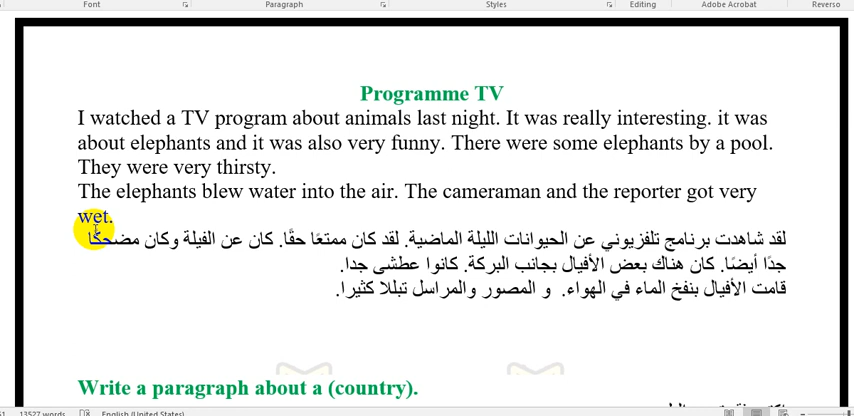 Font
Paragraph
Styles
Editing
Adobe Acrobat
Reverso
Programme TV
I watched a TV program about animals last night. It was really interesting. it was
about elephants and it was also very funny. There were some elephants by a pool.
They were very thirsty.
The elephants blew water into the air. The cameraman and the reporter got very
wet.
لقد شاهدت برنامج تلفزيوني عن الحيوانات الليلة الماضية. لقد كان ممتعًا حقًا. كان عن الفيلة وكان مضحكًا
جدًا أيضًا. كان هناك بعض الأفيال بجانب البركة. كانوا عطشى جدا.
قامت الأفيال بنفخ الماء في الهواء. و المصور والمراسل تبللا كثيرا.
Write a paragraph about a (country).
13527 words
English (United States)